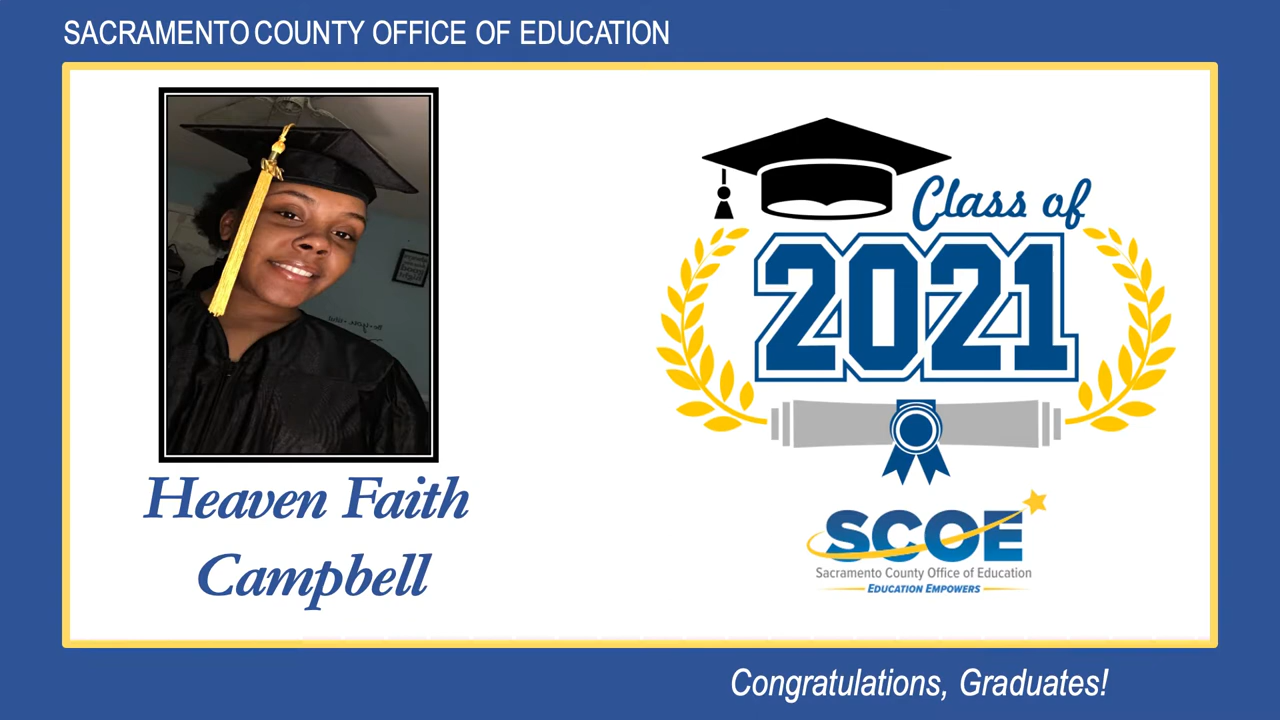 SACRAMENTO COUNTY OFFICE OF EDUCATION
Class of
2021
Heaven Faith
Campbell
SCOE
Sacramento County Office of Education
EDUCATION EMPOWERS
Congratulations, Graduates!